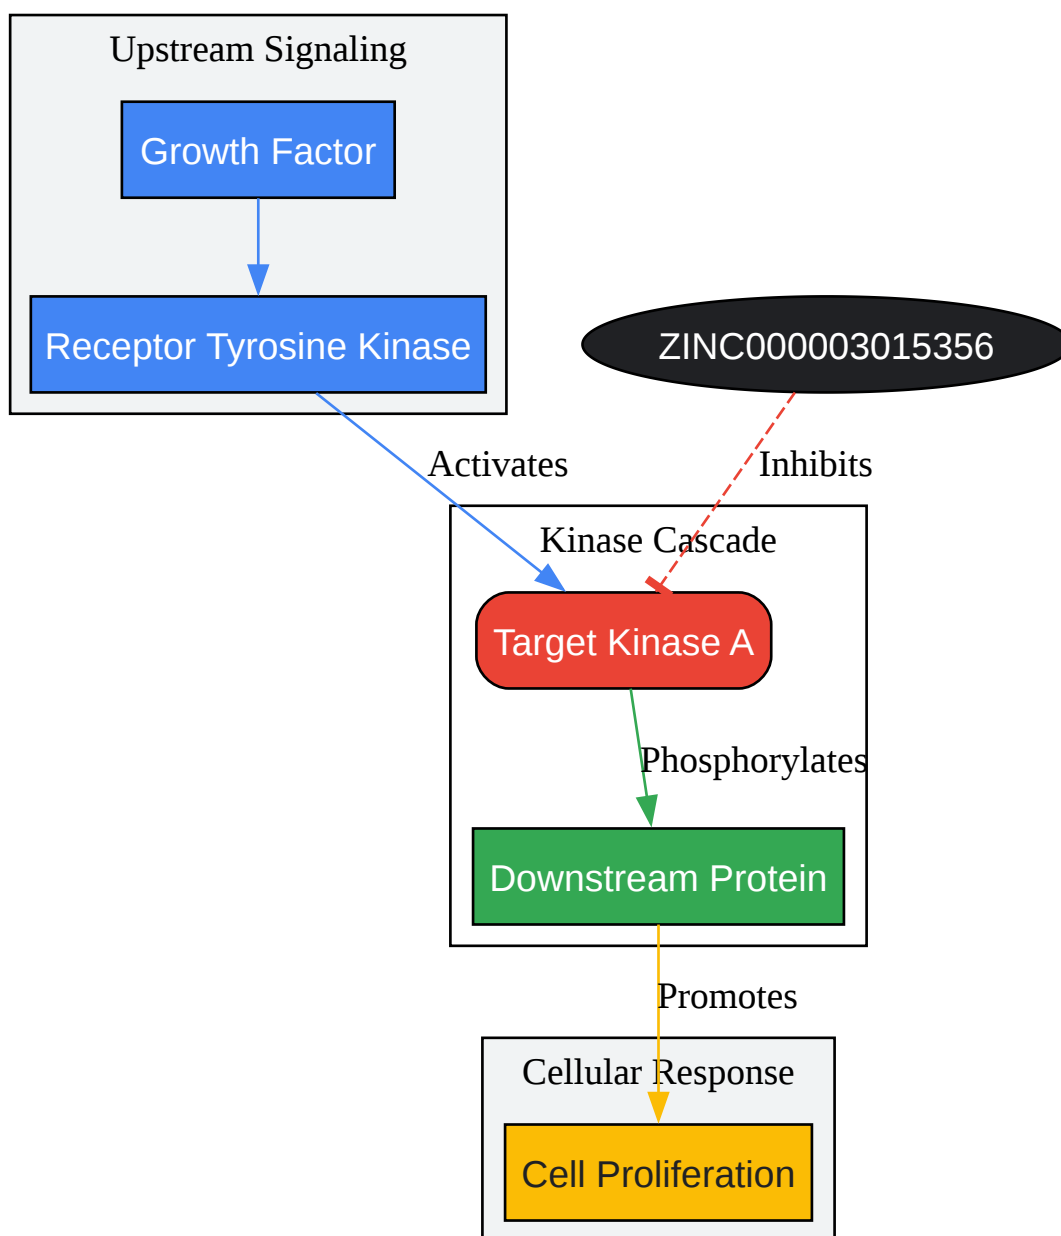 Upstream Signaling
Growth Factor
Receptor Tyrosine Kinase
ZINC000003015356
Activates
Inhibits
Kinase Cascade
Target Kinase A
Phosphorylates
Downstream Protein
Promotes
Cellular Response
Cell Proliferation